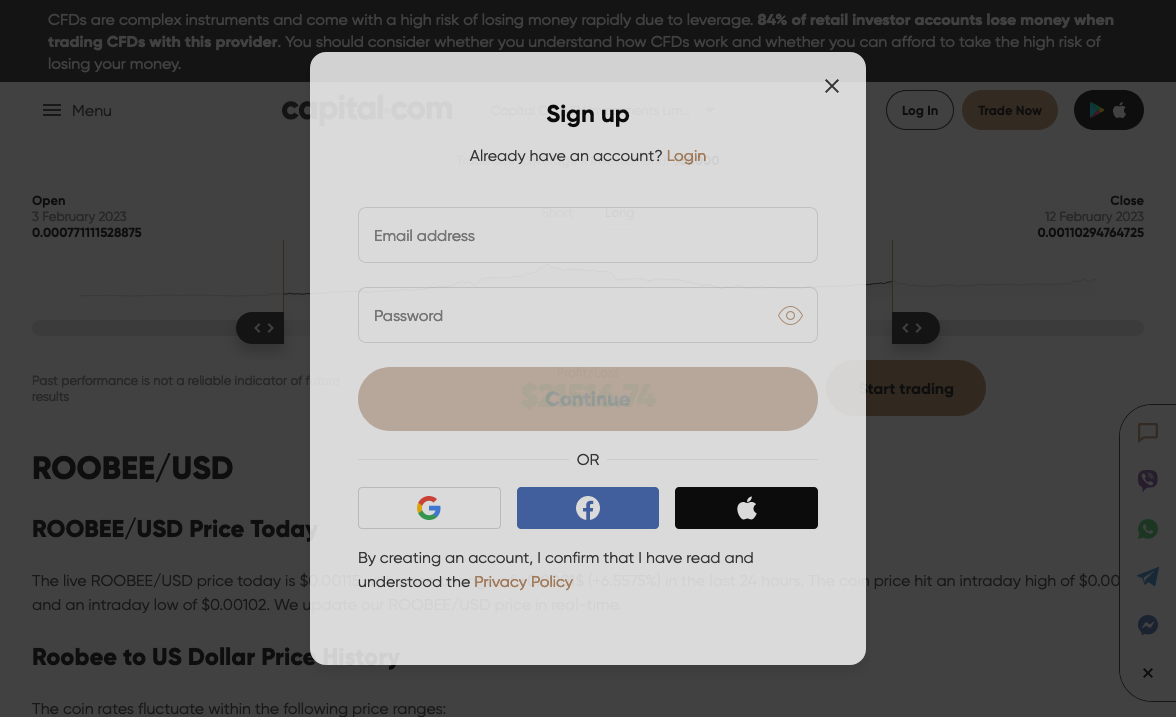 CFDs are complex instruments and come with a high risk of losing money rapidly due to leverage. 84% of retail investor accounts lose money when
trading CFDs with this provider. You should consider whether you understand how CFDs work and whether you can afford to take the high risk of
losing your money.
Menu
capital.com
Log In
Trade Now
Sign up
Already have an account? Login
Open
3 February 2023
0.000771111528875
Close
12 February 2023
0.00110294764725
Short
Long
Email address
Password
Past performance is not a reliable indicator of future
results
Continue
Start trading
OR
By creating an account, I confirm that I have read and
understood the Privacy Policy
ROOBEE/USD
ROOBEE/USD Price Today
The live ROOBEE/USD price today is $0.0011 (+6.5575%) in the last 24 hours. The coin price hit an intraday high of $0.00
and an intraday low of $0.00102. We update our ROOBEE/USD price in real-time.
Roobee to US Dollar Price History
The coin rates fluctuate within the following price ranges: